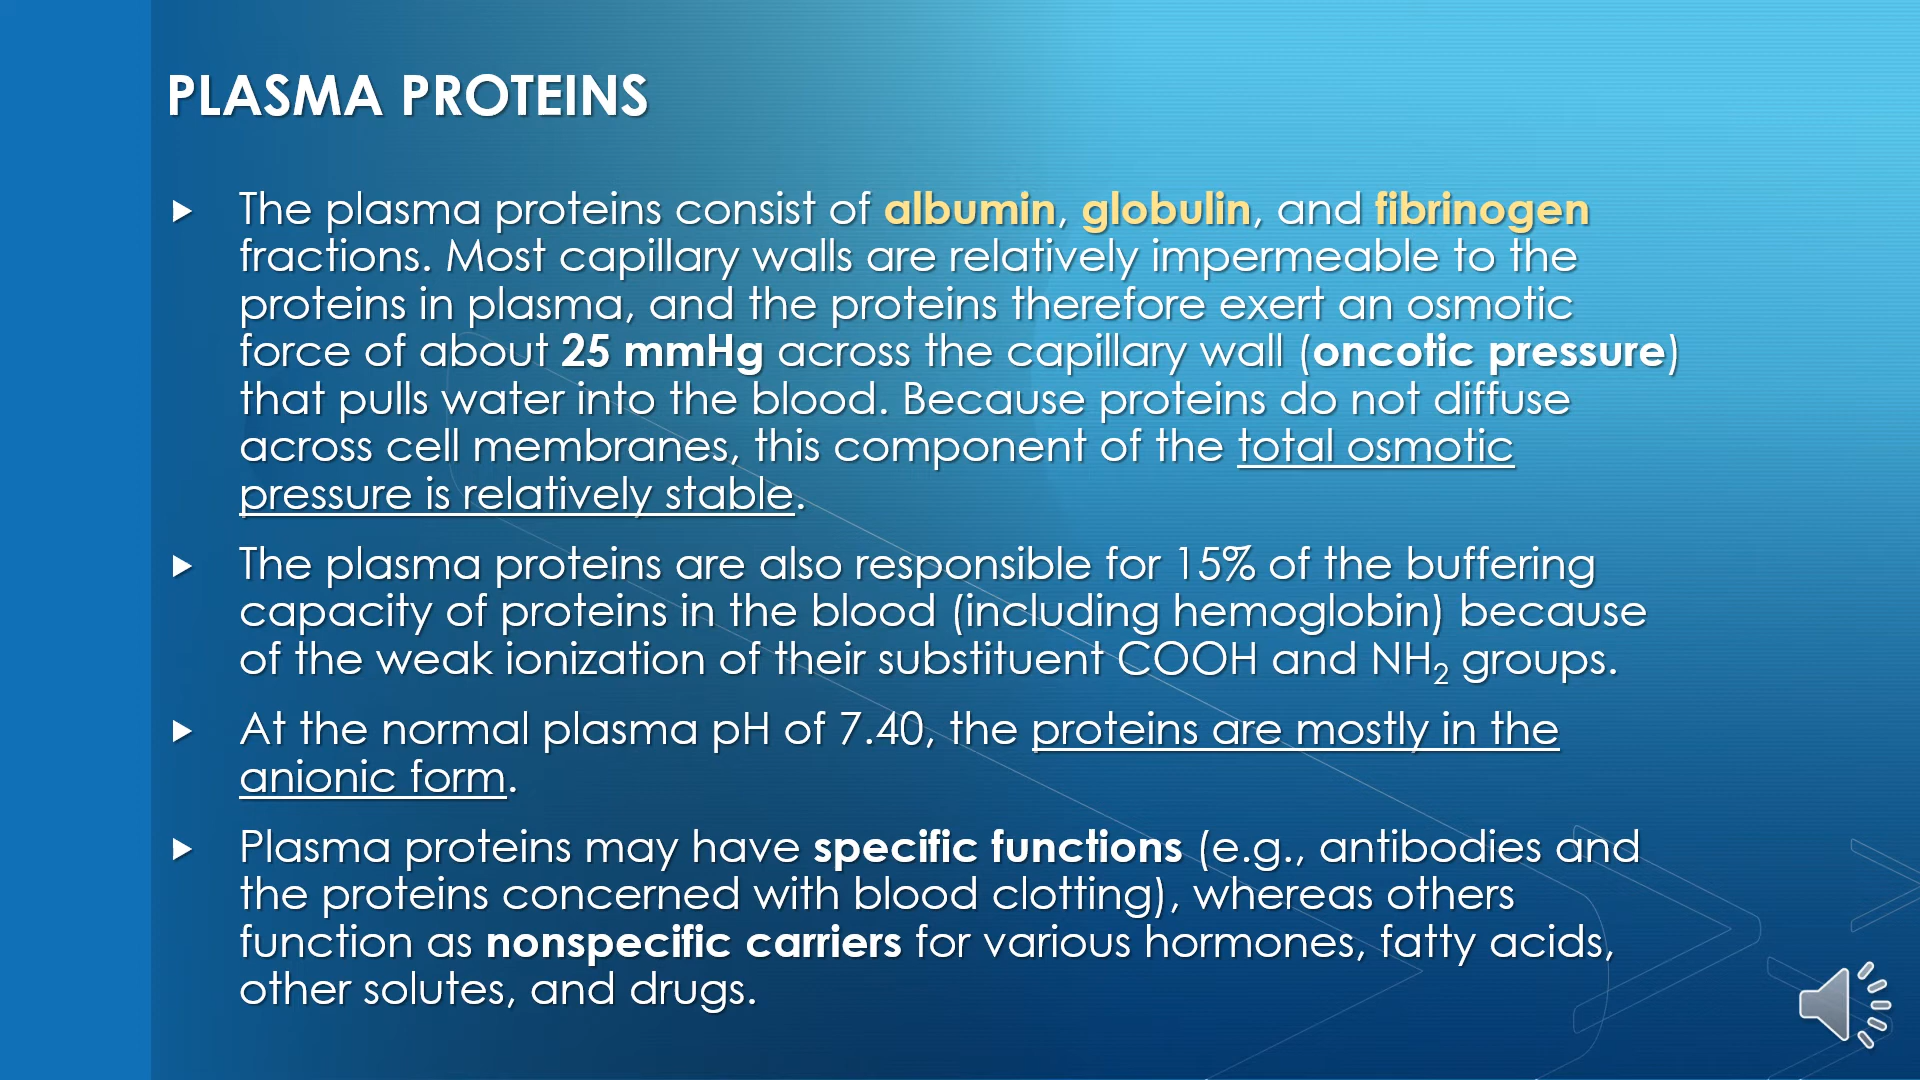 PLASMA PROTEINS
The plasma proteins consist of albumin, globulin, and fibrinogen
fractions. Most capillary walls are relatively impermeable to the
proteins in plasma, and the proteins therefore exert an osmotic
force of about 25 mmHg across the capillary wall (oncotic pressure)
that pulls water into the blood. Because proteins do not diffuse
across cell membranes, this component of the total osmotic
pressure is relatively stable.
The plasma proteins are also responsible for 15% of the buffering
capacity of proteins in the blood (including hemoglobin) because
of the weak ionization of their substituent COOH and NH₂ groups.
At the normal plasma pH of 7.40, the proteins are mostly in the
anionic form.
Plasma proteins may have specific functions (e.g., antibodies and
the proteins concerned with blood clotting), whereas others
function as nonspecific carriers for various hormones, fatty acids,
other solutes, and drugs.